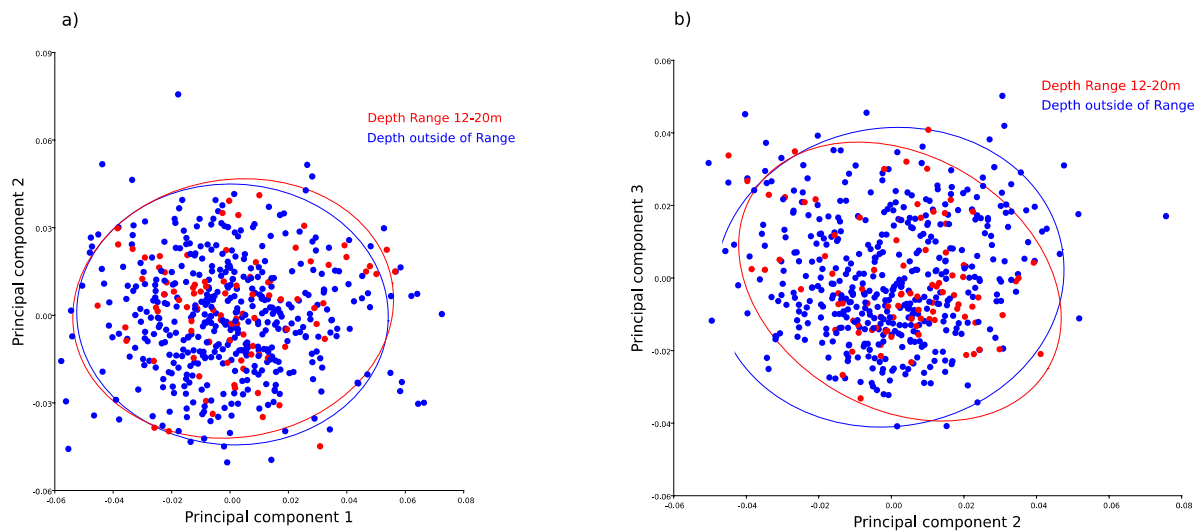 a)
0.09
0.06
0.03
0.00
-0.03
-0.06
-0.06
-0.04
-0.02
0.00
0.02
0.04
0.06
0.08
Principal component 2
Principal component 1
Depth Range 12-20m
Depth outside of Range
b)
0.06
0.04
0.02
0.00
-0.02
-0.04
-0.06
-0.06
-0.04
-0.02
0.00
0.02
0.04
0.06
0.08
Principal component 3
Principal component 2
Depth Range 12-20m
Depth outside of Range